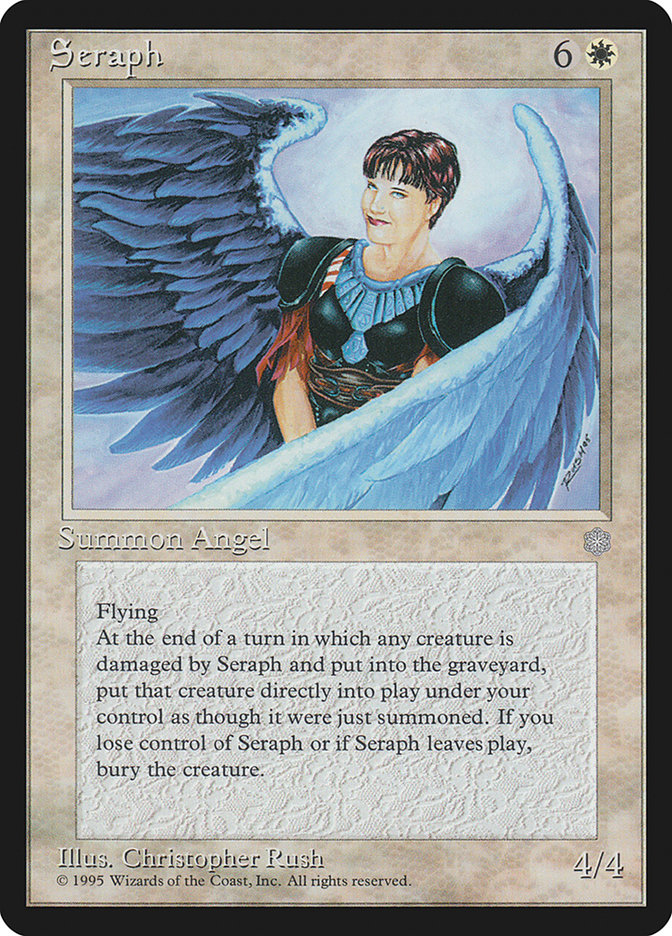 Seraph
6
RUSH 95
Summon Angel
Flying
At the end of a turn in which any creature is
damaged by Seraph and put into the graveyard,
put that creature directly into play under your
control as though it were just summoned. If you
lose control of Seraph or if Seraph leaves play,
bury the creature.
Illus. Christopher Rush
4/4
© 1995 Wizards of the Coast, Inc. All rights reserved.